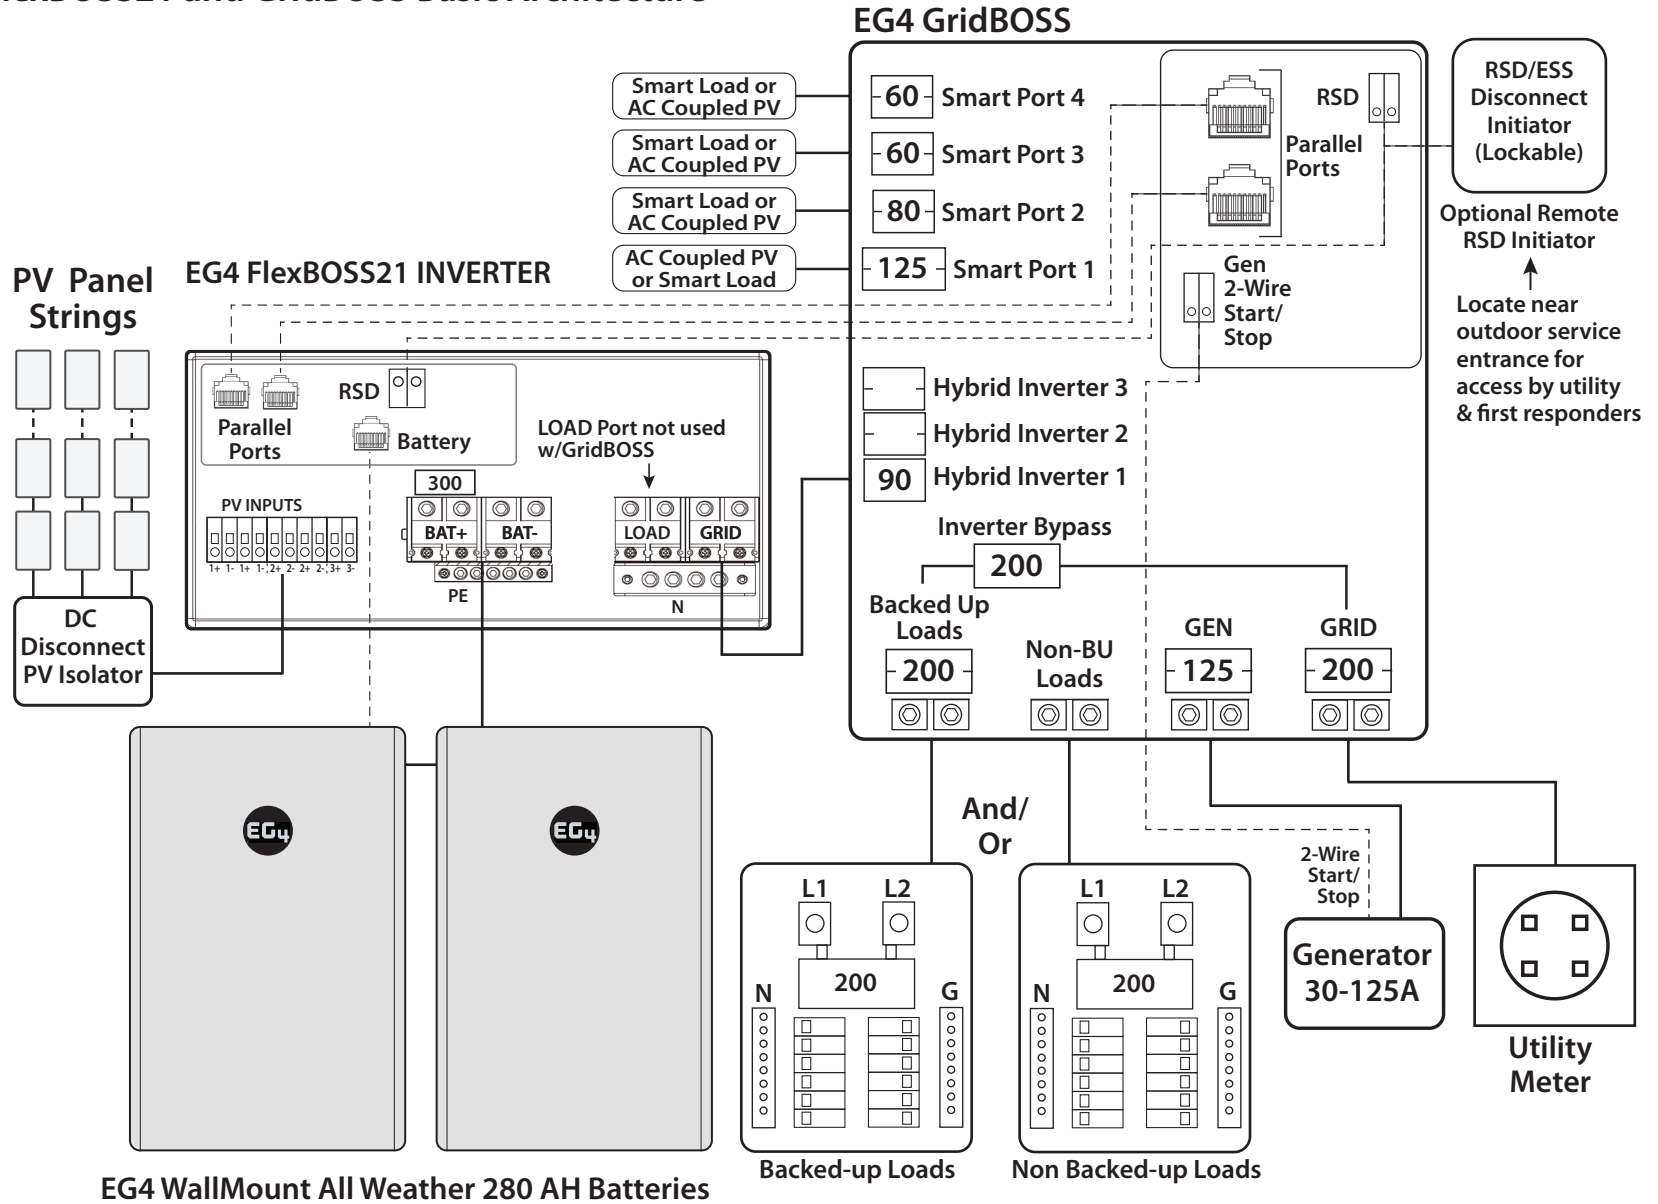 FlexBOSS21 and GridBOSS Basic Architecture
EG4 GridBOSS
Smart Load or
AC Coupled PV
60
Smart Port 4
Smart Load or
AC Coupled PV
60
Smart Port 3
Smart Load or
AC Coupled PV
80
Smart Port 2
AC Coupled PV
or Smart Load
125
Smart Port 1
Parallel
Ports
RSD
RSD/ESS
Disconnect
Initiator
(Lockable)
Optional Remote
RSD Initiator
Locate near
outdoor service
entrance for
access by utility
& first responders
Gen
2-Wire
Start/
Stop
Hybrid Inverter 3
Hybrid Inverter 2
90
Hybrid Inverter 1
Inverter Bypass
200
Backed Up
Loads
200
Non-BU
Loads
GEN
125
GRID
200
PV Panel
Strings
DC
Disconnect
PV Isolator
EG4 FlexBOSS21 INVERTER
Parallel
Ports
RSD
Battery
LOAD Port not used
w/GridBOSS
PV INPUTS
1+ 1- 1+ 1- 2+ 2- 2+ 2- 3+ 3-
300
BAT+
BAT-
PE
LOAD
GRID
N
EG4
EG4
EG4 WallMount All Weather 280 AH Batteries
And/
Or
L1 L2
200
N
G
Backed-up Loads
L1 L2
200
N
G
Non Backed-up Loads
2-Wire
Start/
Stop
Generator
30-125A
Utility
Meter